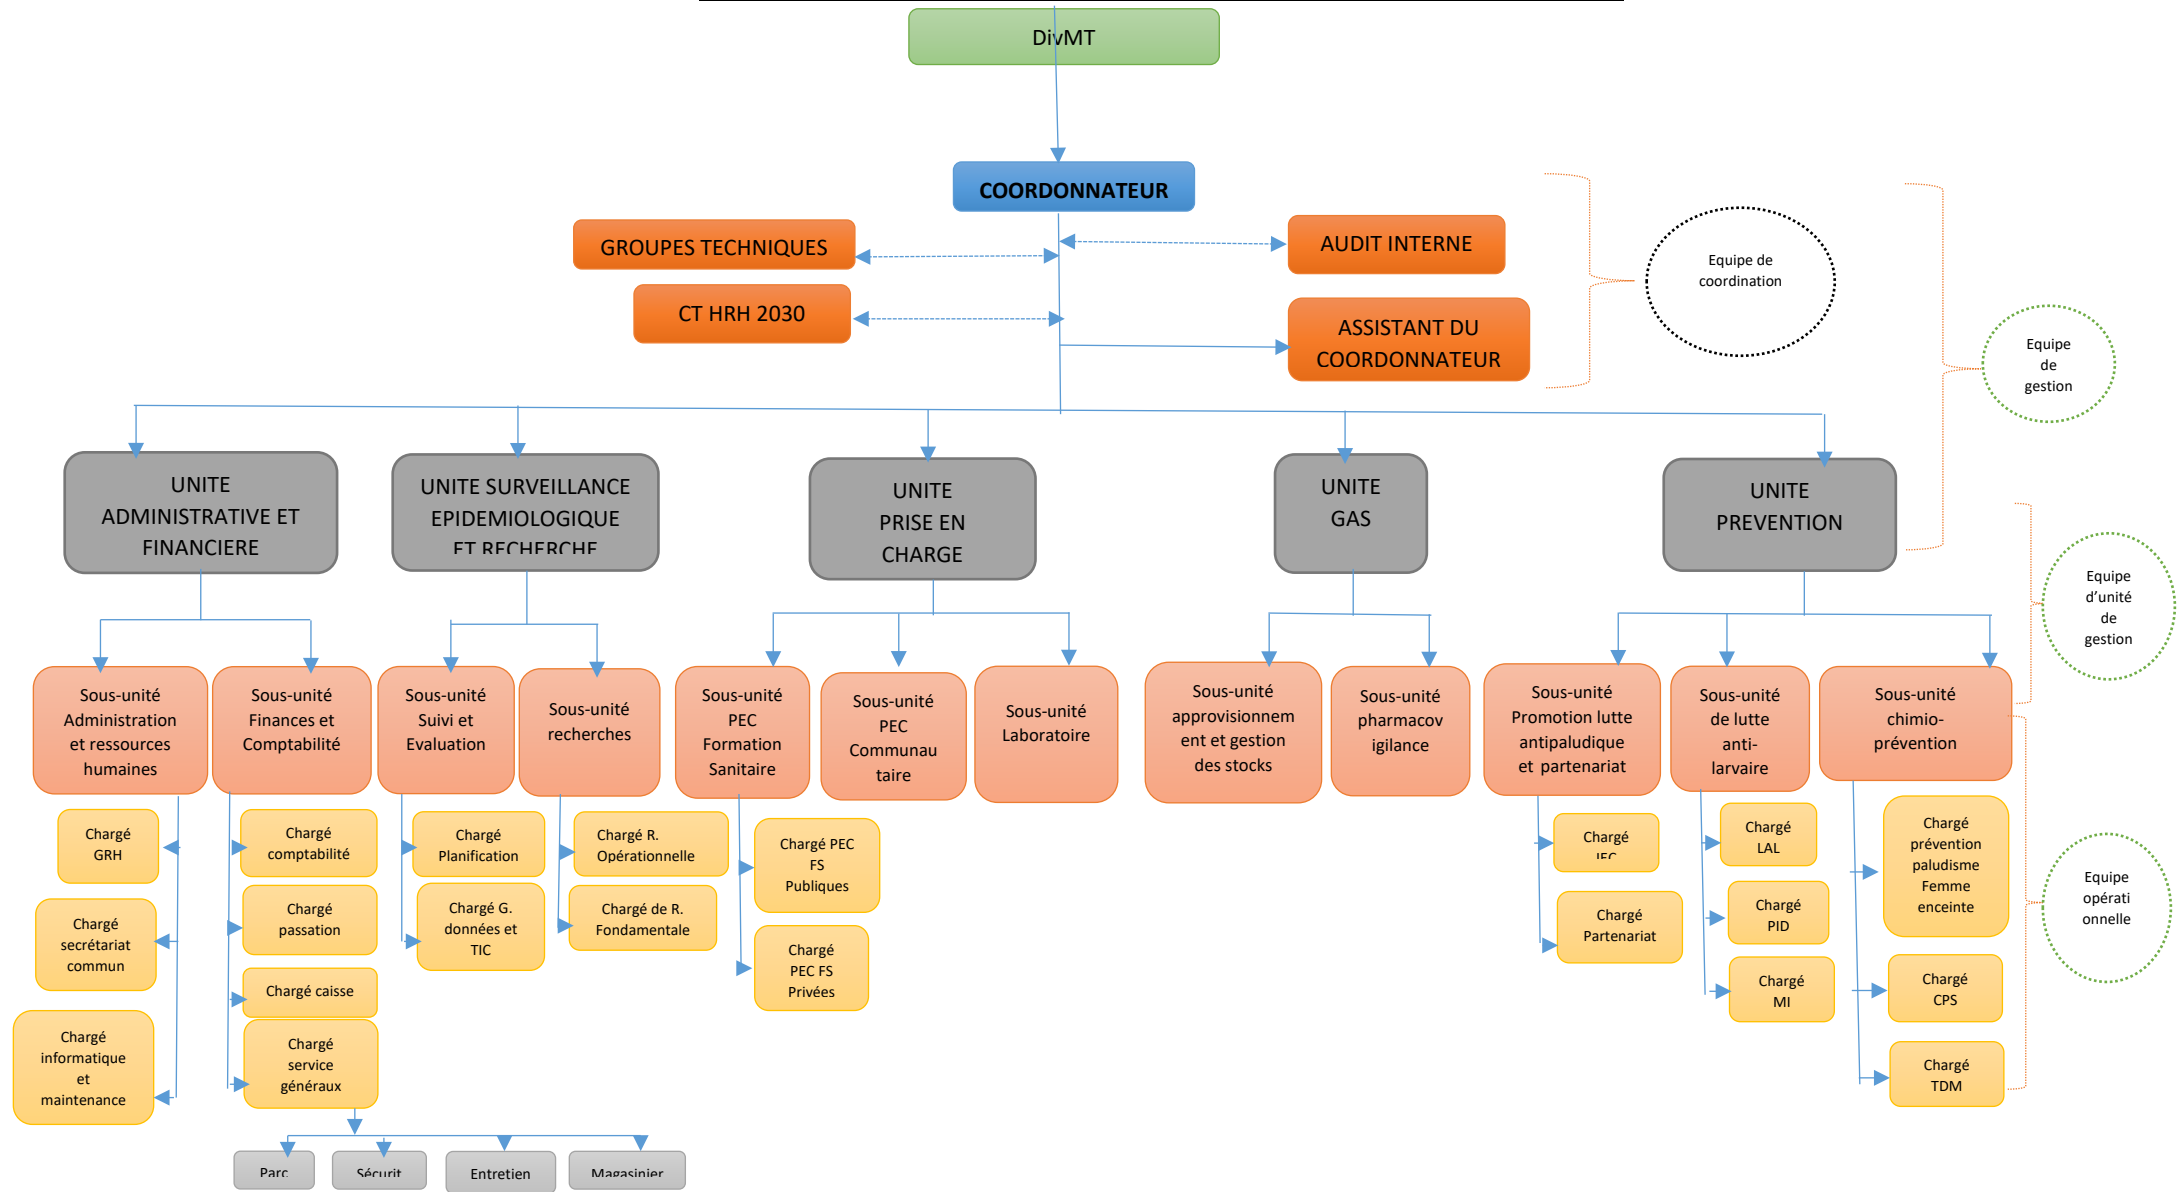 DivMT
COORDONNATEUR
GROUPES TECHNIQUES
AUDIT INTERNE
CT HRH 2030
ASSISTANT DU
COORDONNATEUR
Equipe de
coordination
Equipe
de
gestion
UNITE
ADMINISTRATIVE ET
FINANCIERE
UNITE SURVEILLANCE
EPIDEMIOLOGIQUE
ET RECHERCHE
UNITE
PRISE EN
CHARGE
UNITE
GAS
UNITE
PREVENTION
Equipe
d'unité
de
gestion
Sous-unité
Administration
et ressources
humaines
Sous-unité
Finances et
Comptabilité
Sous-unité
Suivi et
Evaluation
Sous-unité
recherches
Sous-unité
PEC
Formation
Sanitaire
Sous-unité
PEC
Communau
taire
Sous-unité
Laboratoire
Sous-unité
approvisionnem
ent et gestion
des stocks
Sous-unité
pharmacov
igilance
Sous-unité
Promotion lutte
antipaludique
et partenariat
Sous-unité
de lutte
anti-
larvaire
Sous-unité
chimio-
prévention
Chargé
GRH
Chargé
secrétariat
commun
Chargé
informatique
et
maintenance
Chargé
comptabilité
Chargé
passation
Chargé caisse
Chargé
service
généraux
Chargé
Planification
Chargé G.
données et
TIC
Chargé R.
Opérationnelle
Chargé de R.
Fondamentale
Chargé PEC
FS
Publiques
Chargé
PEC FS
Privées
Chargé
IEC
Chargé
Partenariat
Chargé
LAL
Chargé
PID
Chargé
MI
Chargé
prévention
paludisme
Femme
enceinte
Chargé
CPS
Chargé
TDM
Equipe
opérati
onnelle
Parc
Sécurit
Entretien
Magasinier